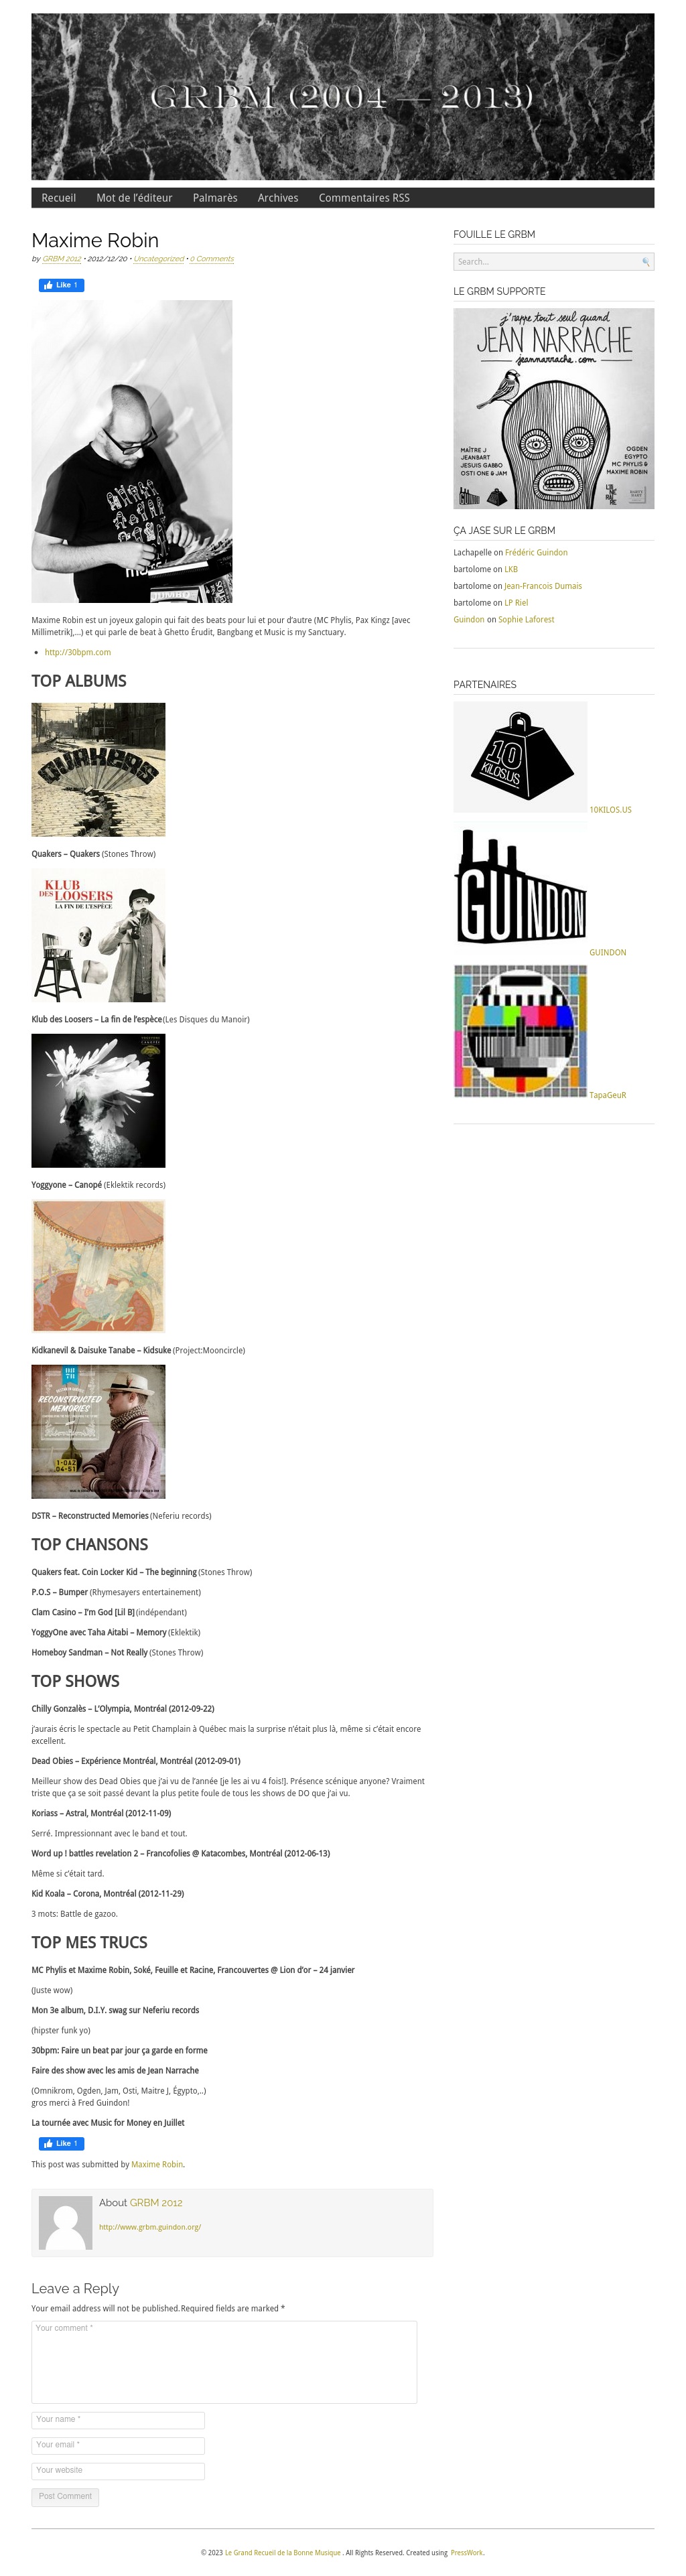 GRBM (2004 — 2013)
Recueil Mot de l'éditeur Palmarès Archives Commentaires RSS
Maxime Robin
by GRBM 2012 • 2012/12/20 • Uncategorized • 0 Comments
Like 1
Maxime Robin est un joyeux galopin qui fait des beats pour lui et pour d'autre (MC Phylis, Pax Kingz [avec
Millimetrik],...) et qui parle de beat à Ghetto Érudit, Bangbang et Music is my Sanctuary.
http://30bpm.com
TOP ALBUMS
QUAKERS
Quakers – Quakers (Stones Throw)
KLUB
DES LOOSERS
LA FIN DE L'ESPÈCE
Klub des Loosers – La fin de l'espèce (Les Disques du Manoir)
Yoggyone – Canopé (Eklektik records)
Kidkanevil & Daisuke Tanabe – Kidsuke (Project:Mooncircle)
RECONSTRUCTED
MEMORIES
DSTR – Reconstructed Memories (Neferiu records)
TOP CHANSONS
Quakers feat. Coin Locker Kid – The beginning (Stones Throw)
P.O.S – Bumper (Rhymesayers entertainement)
Clam Casino – I'm God [Lil B] (indépendant)
YoggyOne avec Taha Aitabi – Memory (Eklektik)
Homeboy Sandman – Not Really (Stones Throw)
TOP SHOWS
Chilly Gonzalès – L'Olympia, Montréal (2012-09-22)
j'aurais écris le spectacle au Petit Champlain à Québec mais la surprise n'était plus là, même si c'était encore
excellent.
Dead Obies – Expérience Montréal, Montréal (2012-09-01)
Meilleur show des Dead Obies que j'ai vu de l'année [je les ai vu 4 fois!]. Présence scénique anyone? Vraiment
triste que ça se soit passé devant la plus petite foule de tous les shows de DO que j'ai vu.
Koriass – Astral, Montréal (2012-11-09)
Serré. Impressionnant avec le band et tout.
Word up ! battles revelation 2 – Francofolies @ Katacombes, Montréal (2012-06-13)
Même si c'était tard.
Kid Koala – Corona, Montréal (2012-11-29)
3 mots: Battle de gazoo.
TOP MES TRUCS
MC Phylis et Maxime Robin, Soké, Feuille et Racine, Francouvertes @ Lion d'or – 24 janvier
(Juste wow)
Mon 3e album, D.I.Y. swag sur Neferiu records
(hipster funk yo)
30bpm: Faire un beat par jour ça garde en forme
Faire des show avec les amis de Jean Narrache
(Omnikrom, Ogden, Jam, Osti, Maitre J, Égypto,..)
gros merci à Fred Guindon!
La tournée avec Music for Money en Juillet
Like 1
This post was submitted by Maxime Robin.
About GRBM 2012
http://www.grbm.guindon.org/
Leave a Reply
Your email address will not be published. Required fields are marked *
Your comment *
Your name *
Your email *
Your website
Post Comment
FOUILLE LE GRBM
Search...
LE GRBM SUPPORTE
j'rappe tout seul quand
JEAN NARRACHE
jeannarrache.com
MAÎTRE J
JEANBART
JESUIS GABBO
OSTI ONE & JAM
OGDEN
EGYPTO
MC PHYLIS &
MAXIME ROBIN
ÇA JASE SUR LE GRBM
Lachapelle on Frédéric Guindon
bartolome on LKB
bartolome on Jean-Francois Dumais
bartolome on LP Riel
Guindon on Sophie Laforest
PARTENAIRES
10
KILOS.US
10KILOS.US
GUINDON
GUINDON
TapaGeuR
© 2023 Le Grand Recueil de la Bonne Musique . All Rights Reserved. Created using PressWork.